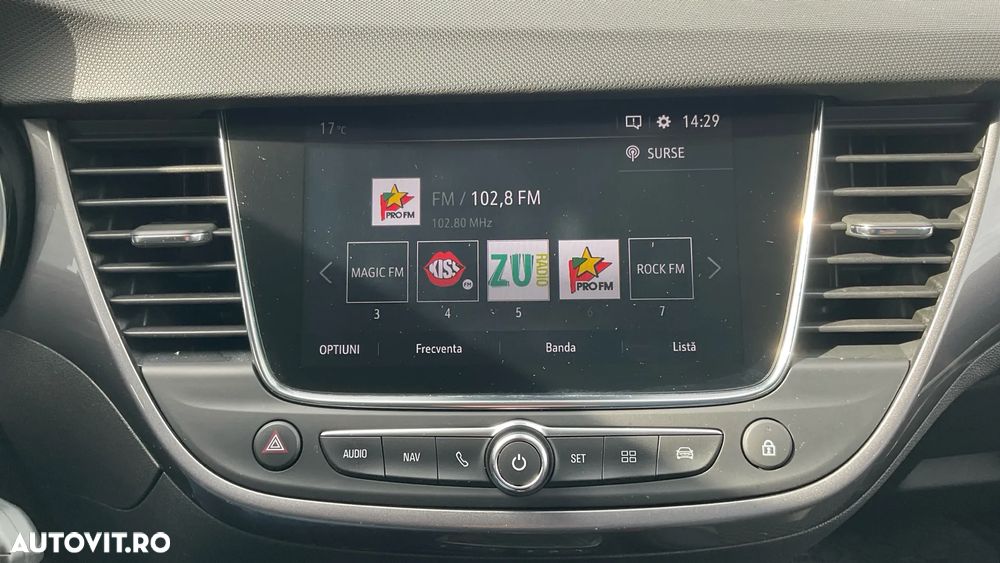 17 °C
14:29
SURSE
PRO FM
FM / 102,8 FM
102.80 MHz
MAGIC FM
KISS FM
ZU RADIO
PRO FM
ROCK FM
3
4
5
6
7
OPTIUNI
Frecventa
Banda
Listă
AUDIO
NAV
SET
AUTOVIT.RO